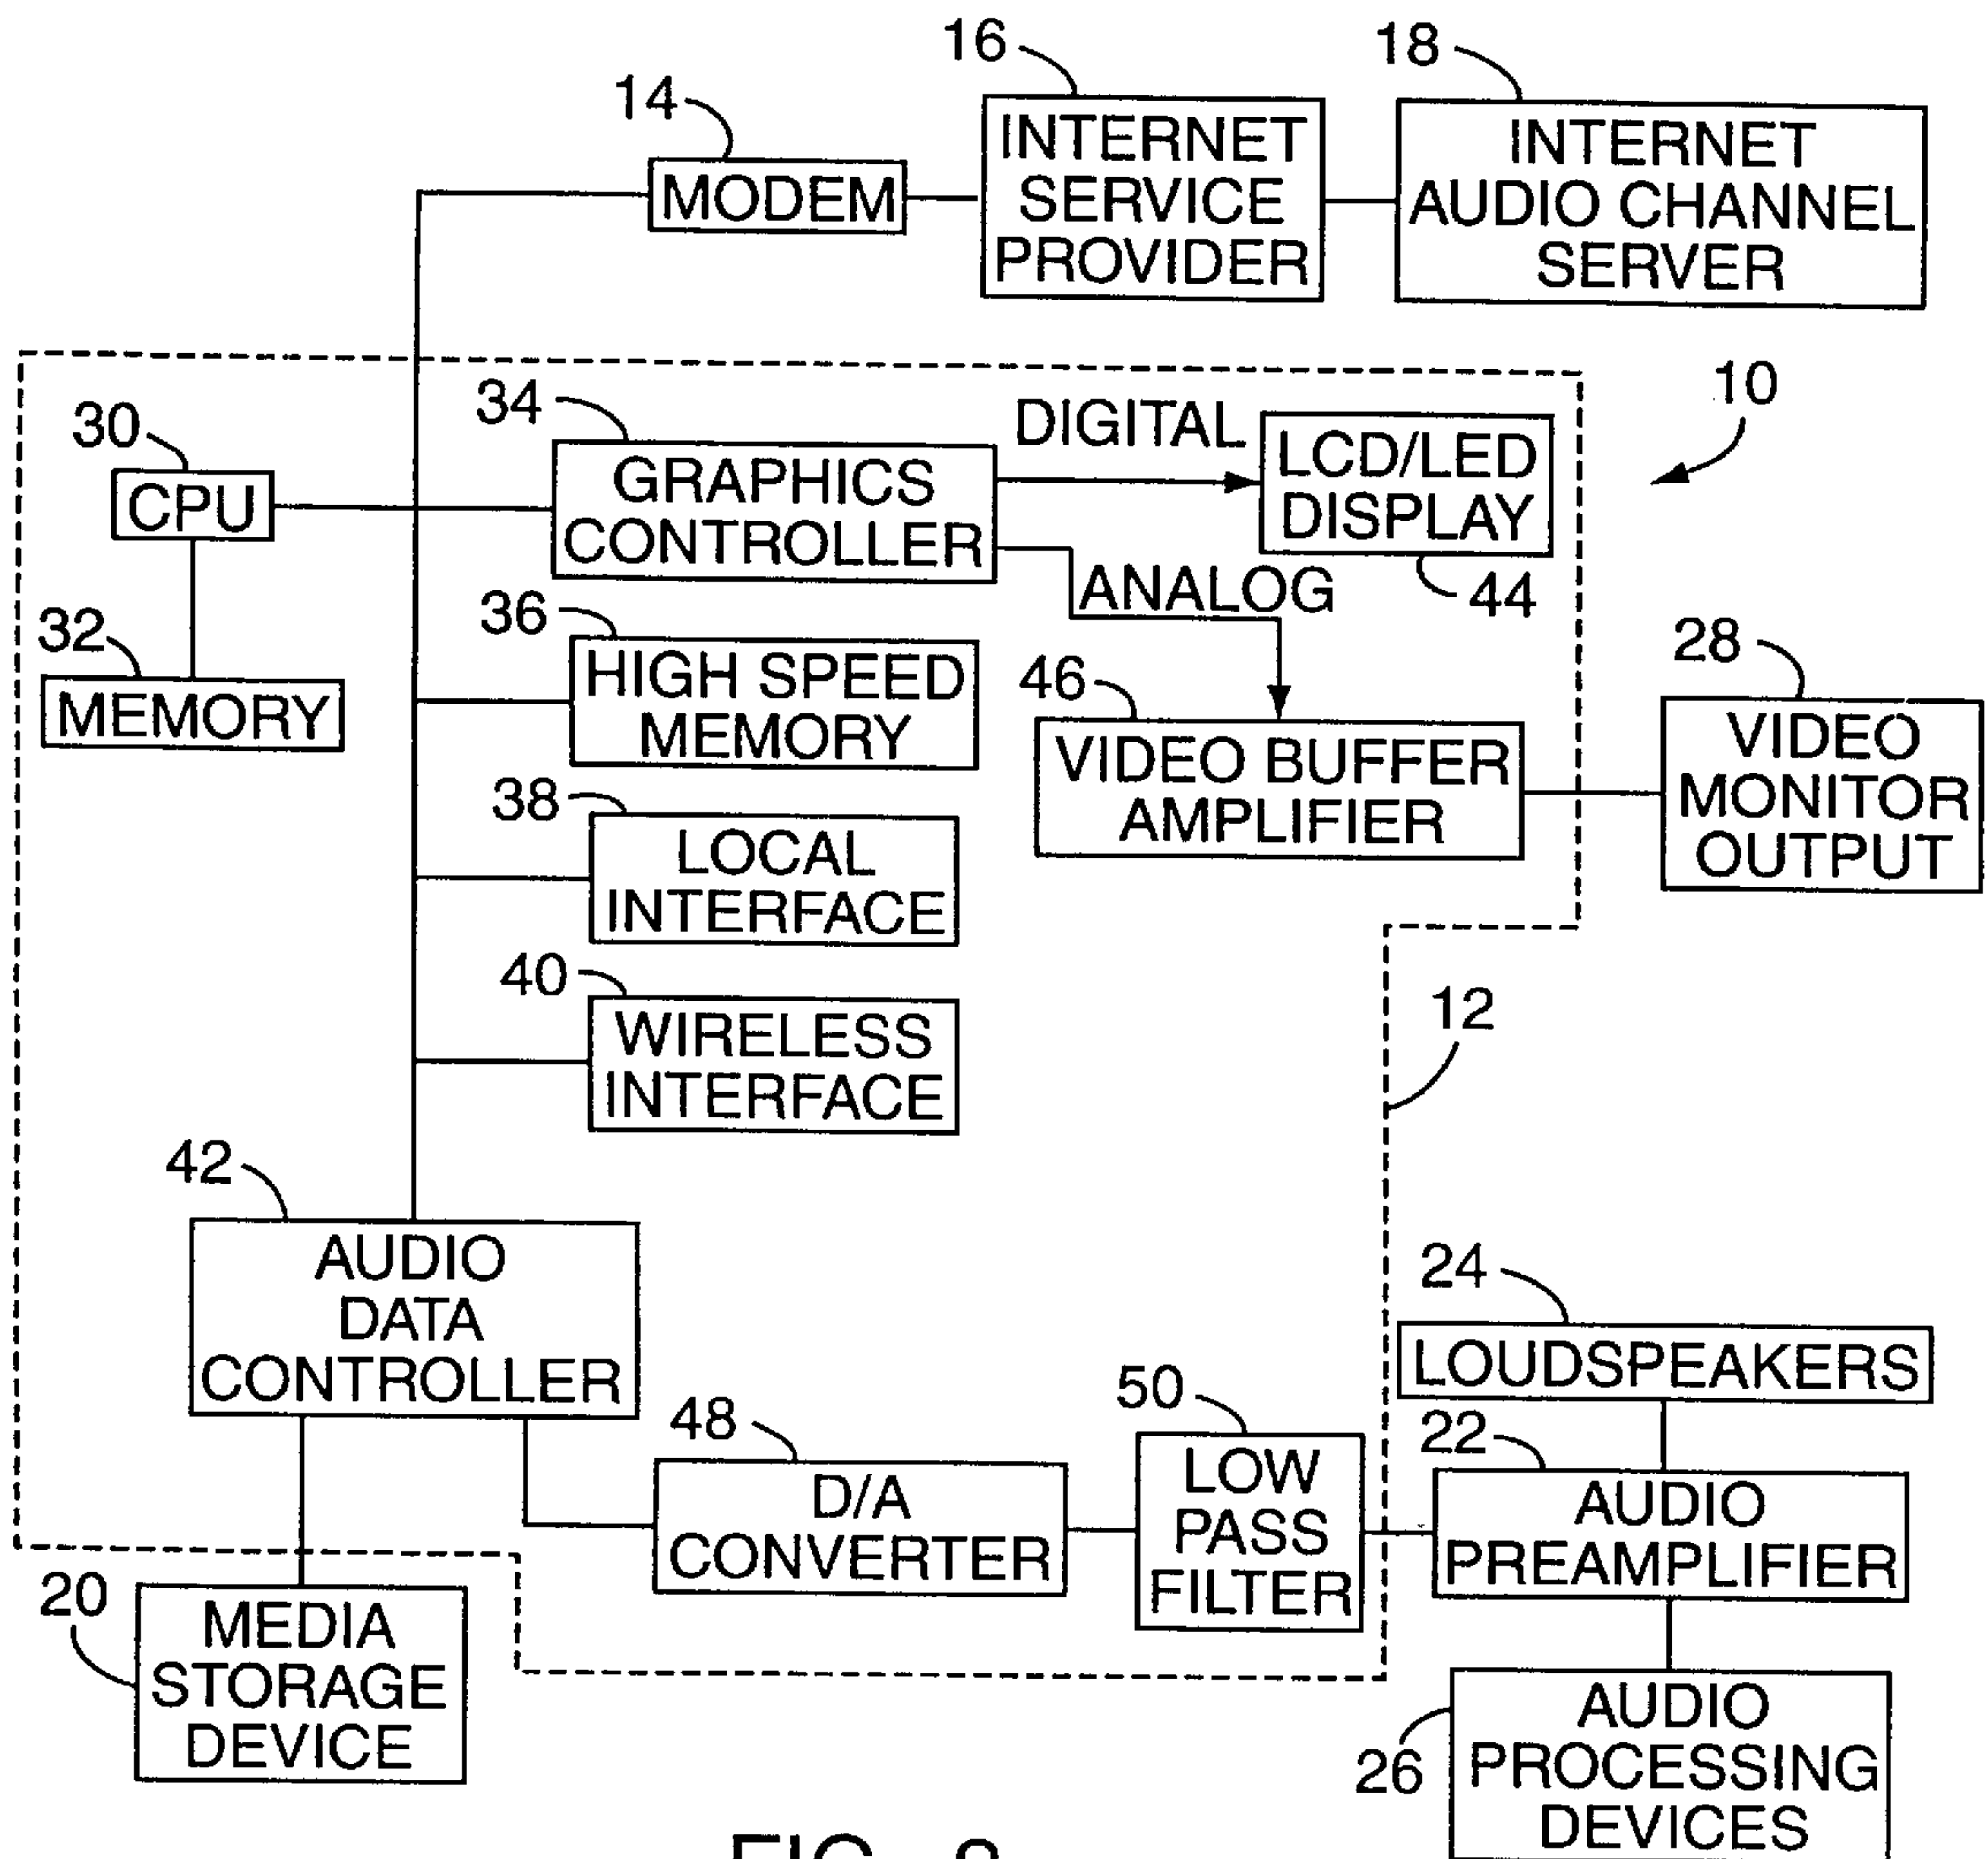 16
18
14
INTERNET
SERVICE
PROVIDER
INTERNET
AUDIO CHANNEL
SERVER
MODEM
10
34
30
DIGITAL
LCD/LED
DISPLAY
44
CPU
GRAPHICS
CONTROLLER
ANALOG
36
32
28
HIGH SPEED
MEMORY
46
MEMORY
VIDEO BUFFER
AMPLIFIER
VIDEO
MONITOR
OUTPUT
38
LOCAL
INTERFACE
40
12
WIRELESS
INTERFACE
42
AUDIO
DATA
CONTROLLER
24
LOUDSPEAKERS
50
48
22
D/A
CONVERTER
LOW
PASS
FILTER
AUDIO
PREAMPLIFIER
20
MEDIA
STORAGE
DEVICE
26
AUDIO
PROCESSING
DEVICES